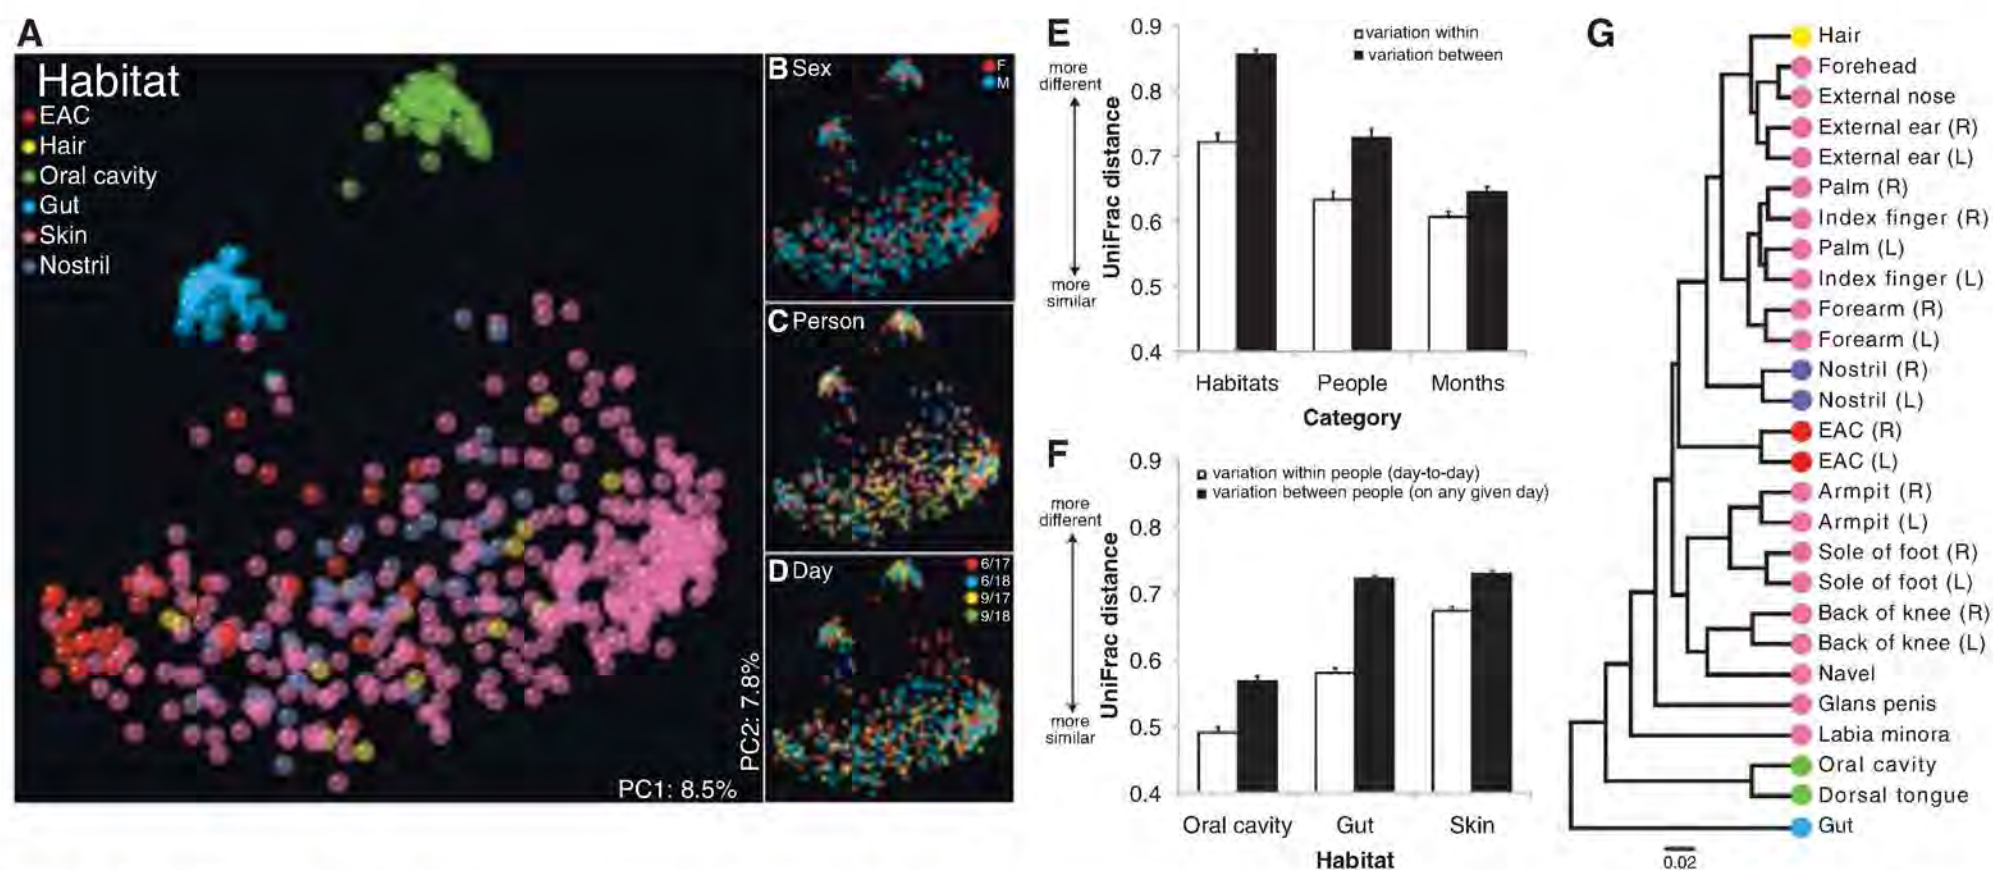 A
Habitat
EAC
Hair
Oral cavity
Gut
Skin
Nostril
PC2: 7.8%
PC1: 8.5%
B Sex
F
M
C Person
D Day
6/17
6/18
9/17
9/18
E
more
different
more
similar
UniFrac distance
0.9
0.8
0.7
0.6
0.5
0.4
variation within
variation between
Habitats People Months
Category
F
more
different
more
similar
UniFrac distance
0.9
0.8
0.7
0.6
0.5
0.4
variation within people (day-to-day)
variation between people (on any given day)
Oral cavity Gut Skin
Habitat
G
Hair
Forehead
External nose
External ear (R)
External ear (L)
Palm (R)
Index finger (R)
Palm (L)
Index finger (L)
Forearm (R)
Forearm (L)
Nostril (R)
Nostril (L)
EAC (R)
EAC (L)
Armpit (R)
Armpit (L)
Sole of foot (R)
Sole of foot (L)
Back of knee (R)
Back of knee (L)
Navel
Glans penis
Labia minora
Oral cavity
Dorsal tongue
Gut
0.02